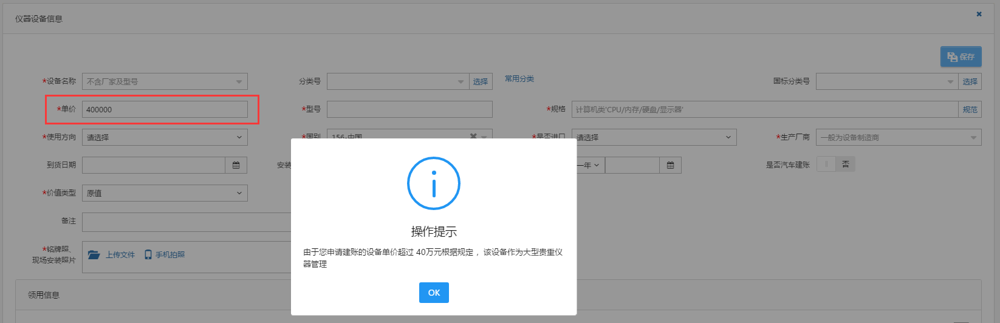 仪器设备信息
保存
*设备名称 不含厂家及型号 分类号 选择 常用分类 国标分类号 选择
*单价 400000 *型号 *规格 计算机类'CPU/内存/硬盘/显示器' 规范
*使用方向 请选择 *国别 156-中国 *是否进口 请选择 *生产厂商 一般为设备制造商
到货日期 安装 一年 是否汽车建账 否
*价值类型 原值
备注
*铭牌照、
现场安装照片
上传文件 手机拍照
操作提示
由于您申请建账的设备单价超过 40万元根据规定 ，该设备作为大型贵重仪
器管理
OK
领用信息